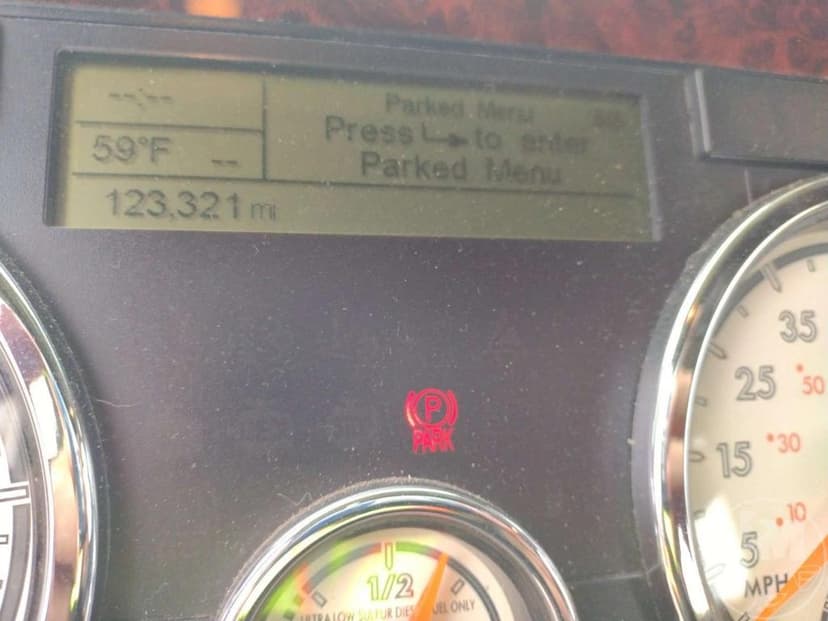 --:--
Parked Menu
59°F --
Press ↳ to enter
Parked Menu
123,321 mi
P
PARK
1/2
ULTRA LOW SULFUR DIESEL FUEL ONLY
35
25
50
15
30
10
5
MPH